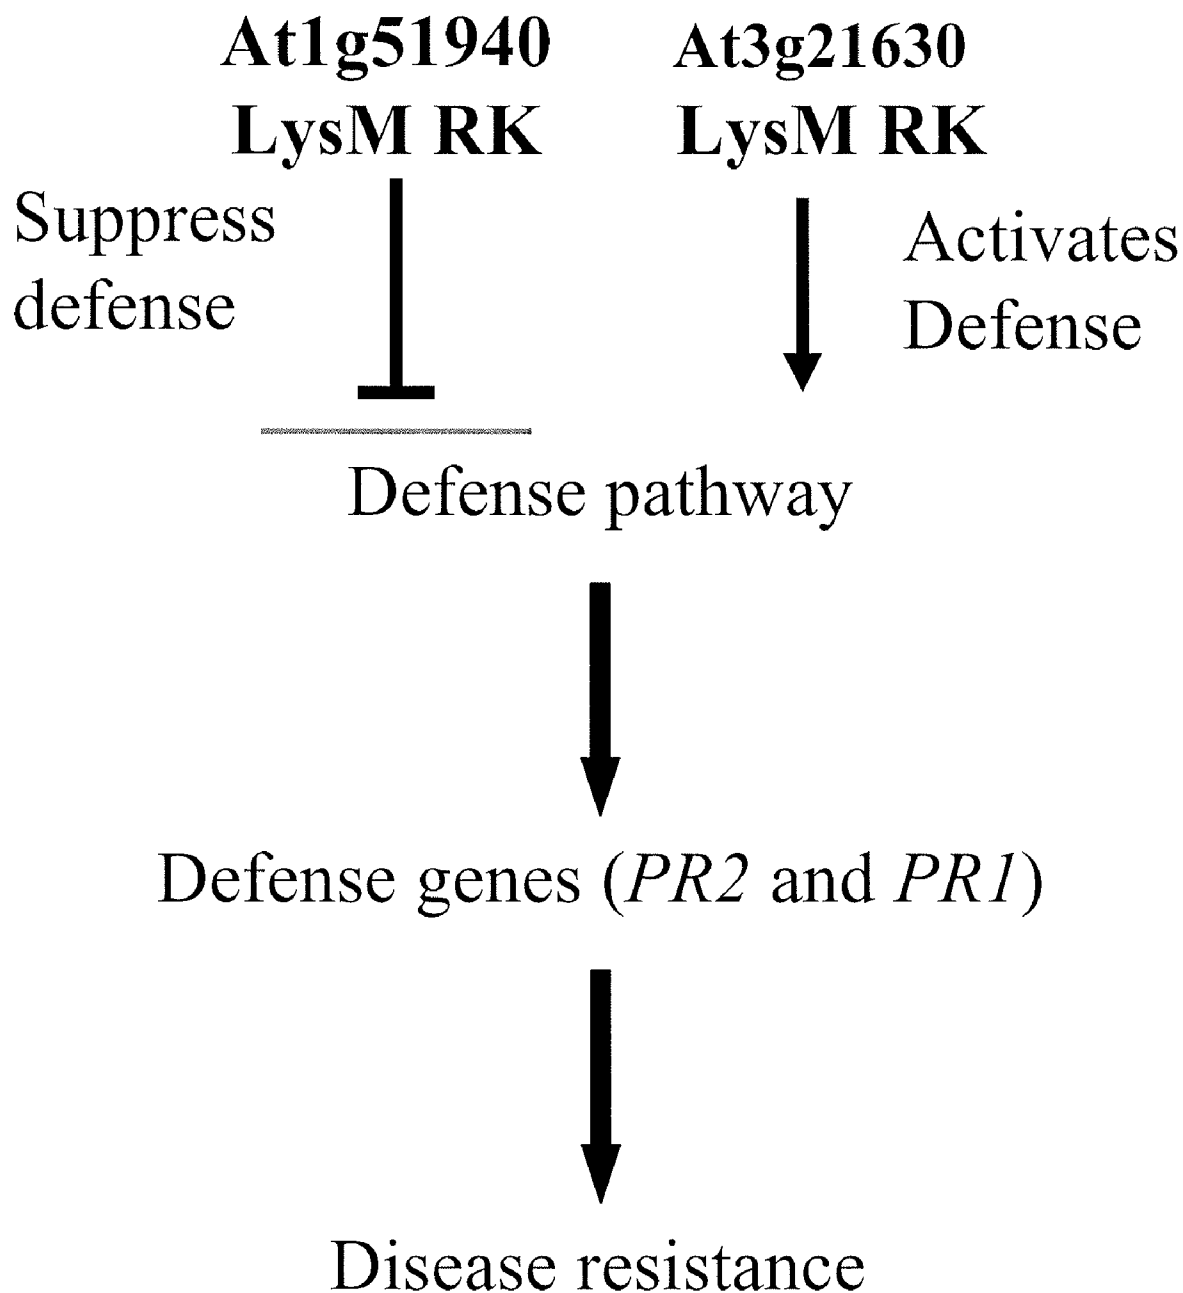 At1g51940
LysM RK
At3g21630
LysM RK
Suppress
defense
Activates
Defense
Defense pathway
Defense genes (PR2 and PR1)
Disease resistance